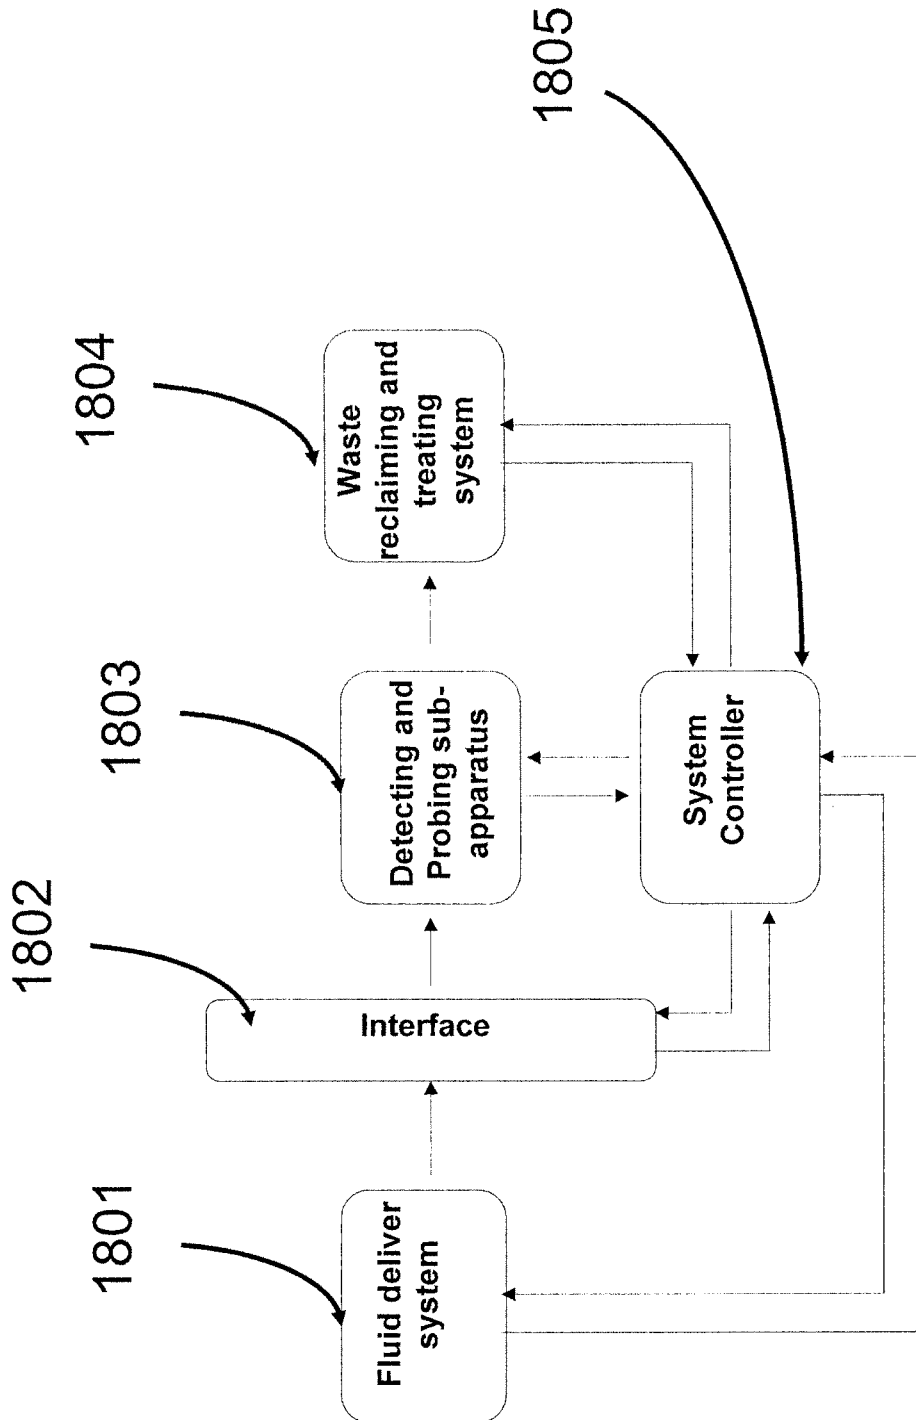 1801
1802
1803
1804
1805
Fluid deliver
system
Interface
Detecting and
Probing sub-
apparatus
Waste
reclaiming and
treating
system
System
Controller